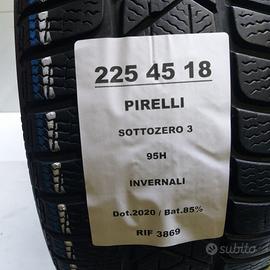 225 45 18
PIRELLI
SOTTOZERO 3
95H
INVERNALI
Dot.2020 / Bat.85%
RIF 3869
subito